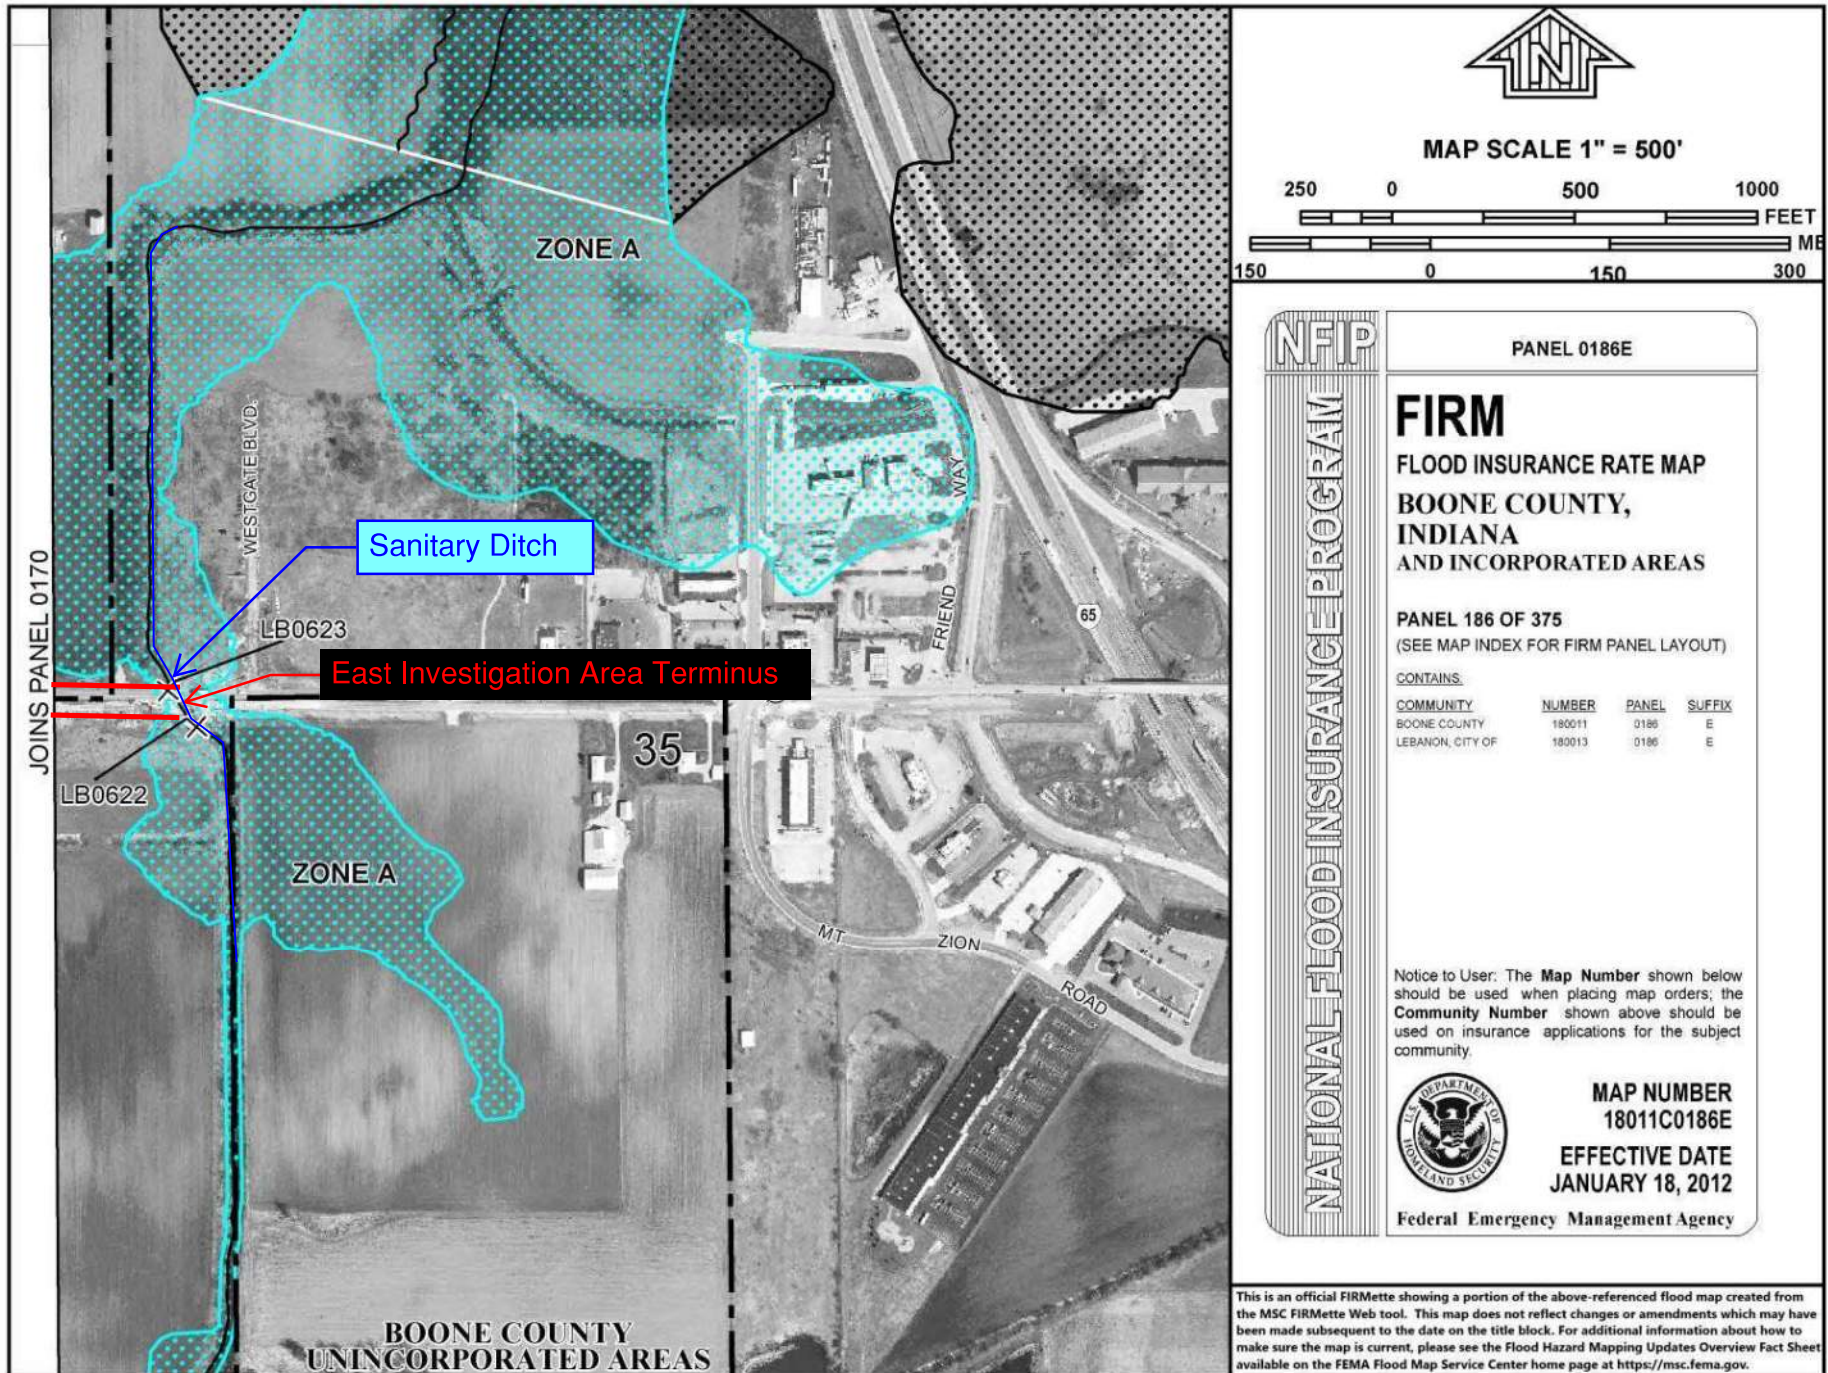 JOINS PANEL 0170
ZONE A
WESTGATE BLVD.
Sanitary Ditch
LB0623
East Investigation Area Terminus
LB0622
ZONE A
35
FRIEND WAY
65
MT ZION ROAD
BOONE COUNTY
UNINCORPORATED AREAS
N
MAP SCALE 1" = 500'
250 0 500 1000
FEET
ME
150 0 150 300
NFIP
NATIONAL FLOOD INSURANCE PROGRAM
PANEL 0186E
FIRM
FLOOD INSURANCE RATE MAP
BOONE COUNTY,
INDIANA
AND INCORPORATED AREAS
PANEL 186 OF 375
(SEE MAP INDEX FOR FIRM PANEL LAYOUT)
CONTAINS:
COMMUNITY NUMBER PANEL SUFFIX
BOONE COUNTY 180011 0186 E
LEBANON, CITY OF 180013 0186 E
Notice to User: The Map Number shown below
should be used when placing map orders; the
Community Number shown above should be
used on insurance applications for the subject
community.
U.S. DEPARTMENT OF HOMELAND SECURITY
MAP NUMBER
18011C0186E
EFFECTIVE DATE
JANUARY 18, 2012
Federal Emergency Management Agency
This is an official FIRMette showing a portion of the above-referenced flood map created from
the MSC FIRMette Web tool. This map does not reflect changes or amendments which may have
been made subsequent to the date on the title block. For additional information about how to
make sure the map is current, please see the Flood Hazard Mapping Updates Overview Fact Sheet
available on the FEMA Flood Map Service Center home page at https://msc.fema.gov.